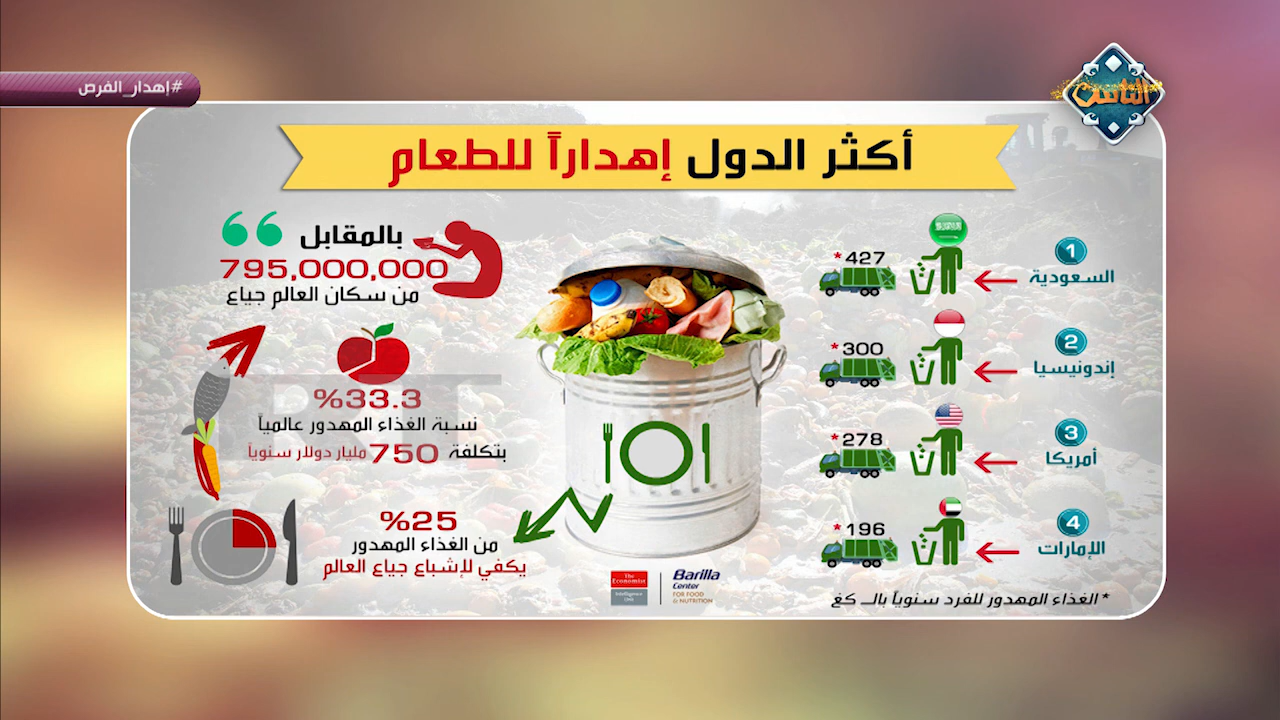 #إهدار_الفرص
الثامنة
أكثر الدول إهداراً للطعام
1
السعودية
*427
2
إندونيسيا
*300
3
أمريكا
*278
4
الإمارات
*196
* الغذاء المهدور للفرد سنوياً بالـ كغ
بالمقابل
795,000,000
من سكان العالم جياع
%33.3
نسبة الغذاء المهدور عالمياً
بتكلفة 750 مليار دولار سنوياً
%25
من الغذاء المهدور
يكفي لإشباع جياع العالم
The
Economist
Intelligence
Unit
Barilla
Center
FOR FOOD
& NUTRITION